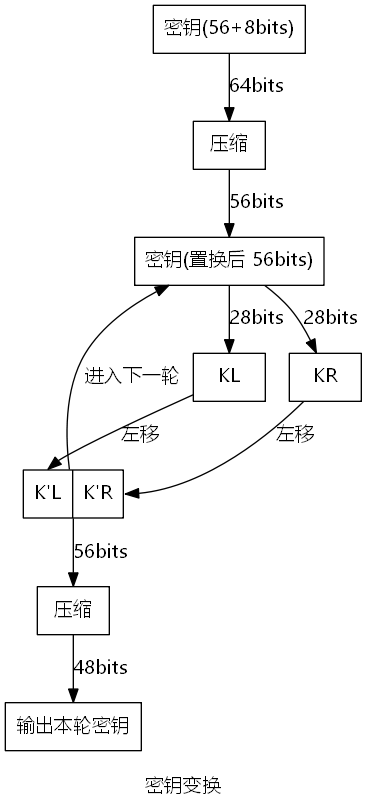 密钥(56+8bits)
64bits
压缩
56bits
密钥(置换后 56bits)
28bits
28bits
进入下一轮
KL
KR
左移
左移
K'L
K'R
56bits
压缩
48bits
输出本轮密钥
密钥变换